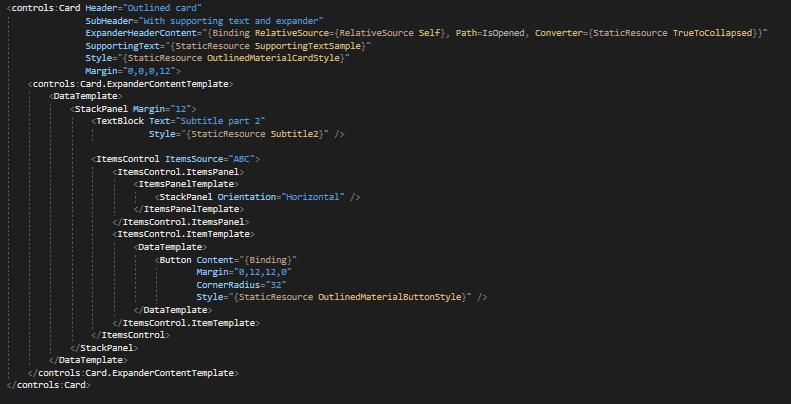 <controls:Card Header="Outlined card"
SubHeader="With supporting text and expander"
ExpanderHeaderContent="{Binding RelativeSource={RelativeSource Self}, Path=IsOpened, Converter={StaticResource TrueToCollapsed}}"
SupportingText="{StaticResource SupportingTextSample}"
Style="{StaticResource OutlinedMaterialCardStyle}"
Margin="0,0,0,12">
<controls:Card.ExpanderContentTemplate>
<DataTemplate>
<StackPanel Margin="12">
<TextBlock Text="Subtitle part 2"
Style="{StaticResource Subtitle2}" />
<ItemsControl ItemsSource="ABC">
<ItemsControl.ItemsPanel>
<ItemsPanelTemplate>
<StackPanel Orientation="Horizontal" />
</ItemsPanelTemplate>
</ItemsControl.ItemsPanel>
<ItemsControl.ItemTemplate>
<DataTemplate>
<Button Content="{Binding}"
Margin="0,12,12,0"
CornerRadius="32"
Style="{StaticResource OutlinedMaterialButtonStyle}" />
</DataTemplate>
</ItemsControl.ItemTemplate>
</ItemsControl>
</StackPanel>
</DataTemplate>
</controls:Card.ExpanderContentTemplate>
</controls:Card>